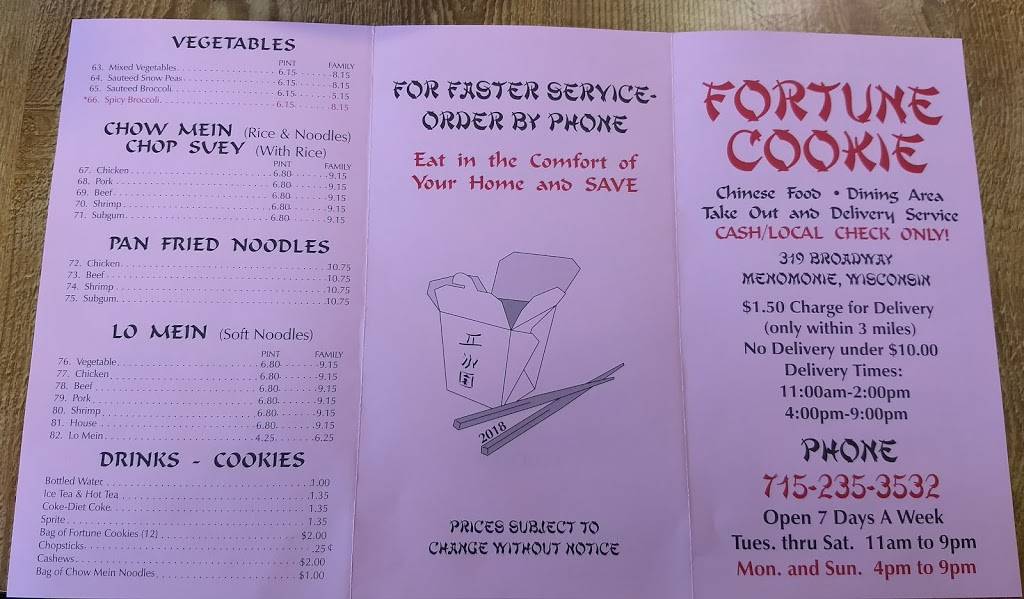 VEGETABLES
PINT FAMILY
63. Mixed Vegetables 6.15 8.15
64. Sauteed Snow Peas 6.15 8.15
65. Sauteed Broccoli 6.15 8.15
*66. Spicy Broccoli 6.15 8.15
CHOW MEIN (Rice & Noodles)
CHOP SUEY (With Rice)
PINT FAMILY
67. Chicken 6.80 9.15
68. Pork 6.80 9.15
69. Beef 6.80 9.15
70. Shrimp 6.80 9.15
71. Subgum 6.80 9.15
PAN FRIED NOODLES
72. Chicken 10.75
73. Beef 10.75
74. Shrimp 10.75
75. Subgum 10.75
LO MEIN (Soft Noodles)
PINT FAMILY
76. Vegetable 6.80 9.15
77. Chicken 6.80 9.15
78. Beef 6.80 9.15
79. Pork 6.80 9.15
80. Shrimp 6.80 9.15
81. House 6.80 9.15
82. Lo Mein 4.25 6.25
DRINKS - COOKIES
Bottled Water 1.00
Ice Tea & Hot Tea 1.35
Coke-Diet Coke 1.35
Sprite 1.35
Bag of Fortune Cookies (12) $2.00
Chopsticks .25¢
Cashews $2.00
Bag of Chow Mein Noodles $1.00
FOR FASTER SERVICE-
ORDER BY PHONE
Eat in the Comfort of
Your Home and SAVE
2018
PRICES SUBJECT TO
CHANGE WITHOUT NOTICE
FORTUNE
COOKIE
Chinese Food • Dining Area
Take Out and Delivery Service
CASH/LOCAL CHECK ONLY!
319 BROADWAY
MENOMONIE, WISCONSIN
$1.50 Charge for Delivery
(only within 3 miles)
No Delivery under $10.00
Delivery Times:
11:00am-2:00pm
4:00pm-9:00pm
PHONE
715-235-3532
Open 7 Days A Week
Tues. thru Sat. 11am to 9pm
Mon. and Sun. 4pm to 9pm